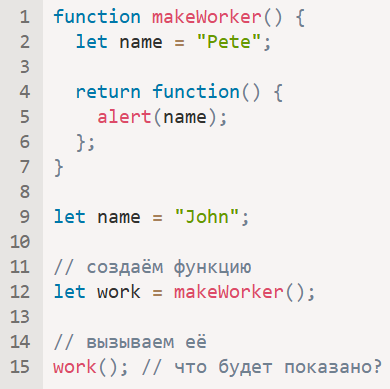 1 function makeWorker() {
2   let name = "Pete";
3
4   return function() {
5     alert(name);
6   };
7 }
8
9 let name = "John";
10
11 // создаём функцию
12 let work = makeWorker();
13
14 // вызываем её
15 work(); // что будет показано?